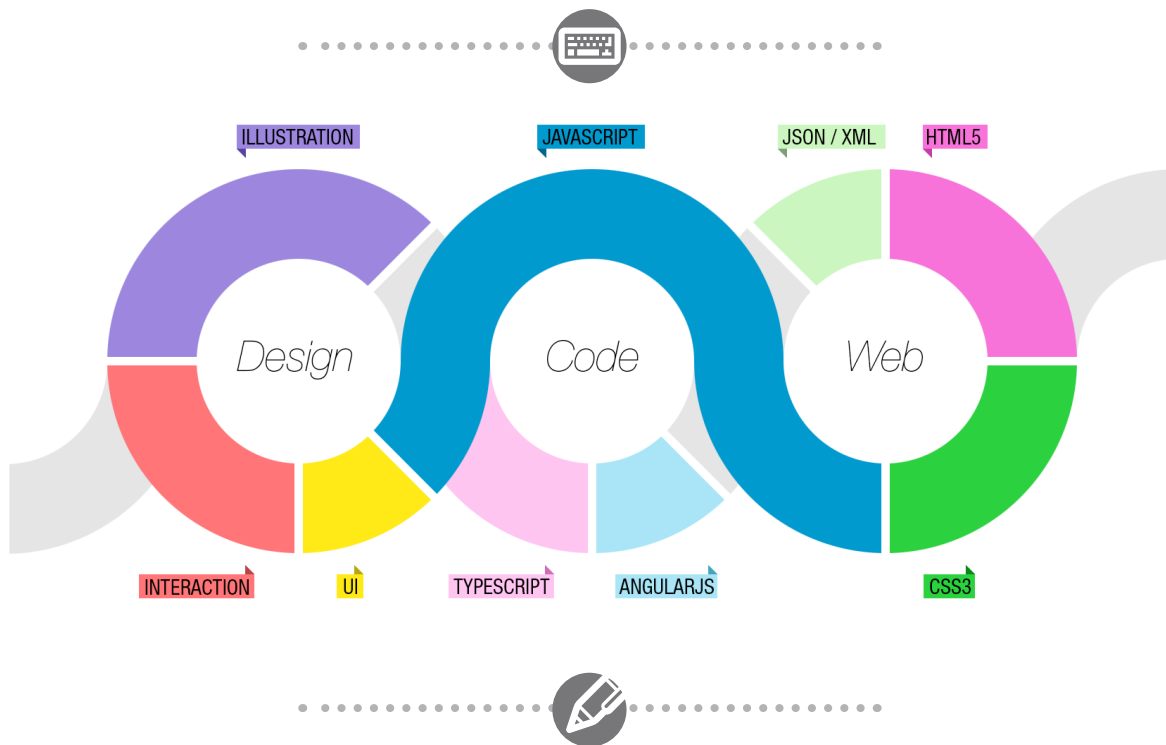 ILLUSTRATION
JAVASCRIPT
JSON / XML
HTML5
Design
Code
Web
INTERACTION
UI
TYPESCRIPT
ANGULARJS
CSS3